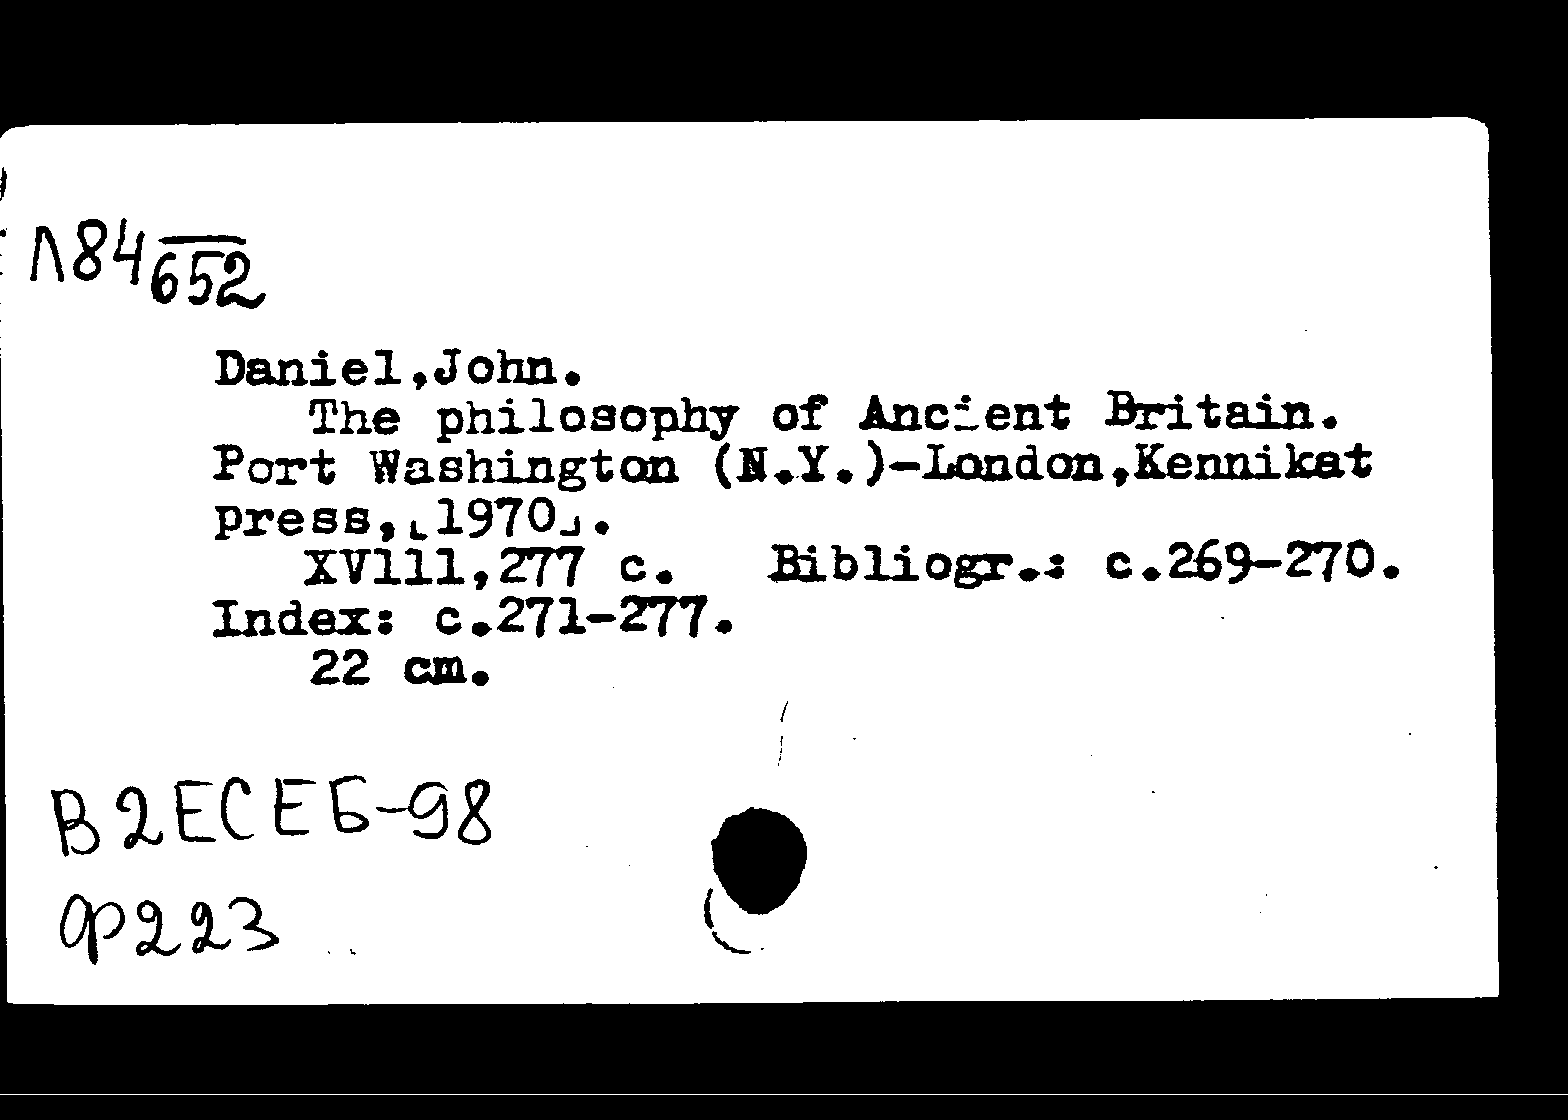 Л84 652
Daniel,John.
The philosophy of Ancient Britain.
Port Washington (N.Y.)-London,Kennikat
press,⌞1970⌟.
XVlll,277 c. Bibliogr.: c.269-270.
Index: c.271-277.
22 cm.
В2ЕСЕБ-98
Ф223